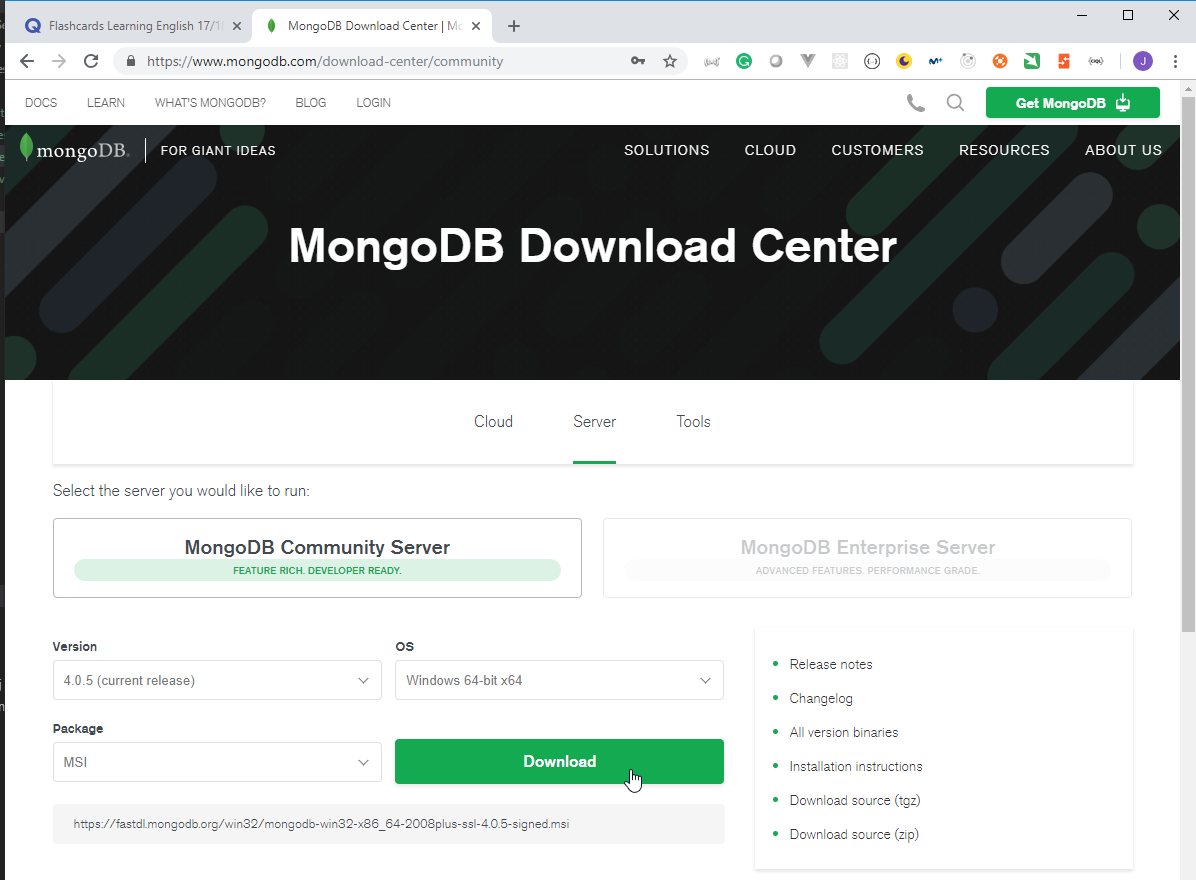 Flashcards Learning English 17/1
MongoDB Download Center | Mo
https://www.mongodb.com/download-center/community
J
DOCS LEARN WHAT'S MONGODB? BLOG LOGIN
Get MongoDB
mongoDB. FOR GIANT IDEAS
SOLUTIONS CLOUD CUSTOMERS RESOURCES ABOUT US
MongoDB Download Center
Cloud Server Tools
Select the server you would like to run:
MongoDB Community Server
FEATURE RICH. DEVELOPER READY.
MongoDB Enterprise Server
ADVANCED FEATURES. PERFORMANCE GRADE.
Version
4.0.5 (current release)
OS
Windows 64-bit x64
Package
MSI
Download
https://fastdl.mongodb.org/win32/mongodb-win32-x86_64-2008plus-ssl-4.0.5-signed.msi
Release notes
Changelog
All version binaries
Installation instructions
Download source (tgz)
Download source (zip)